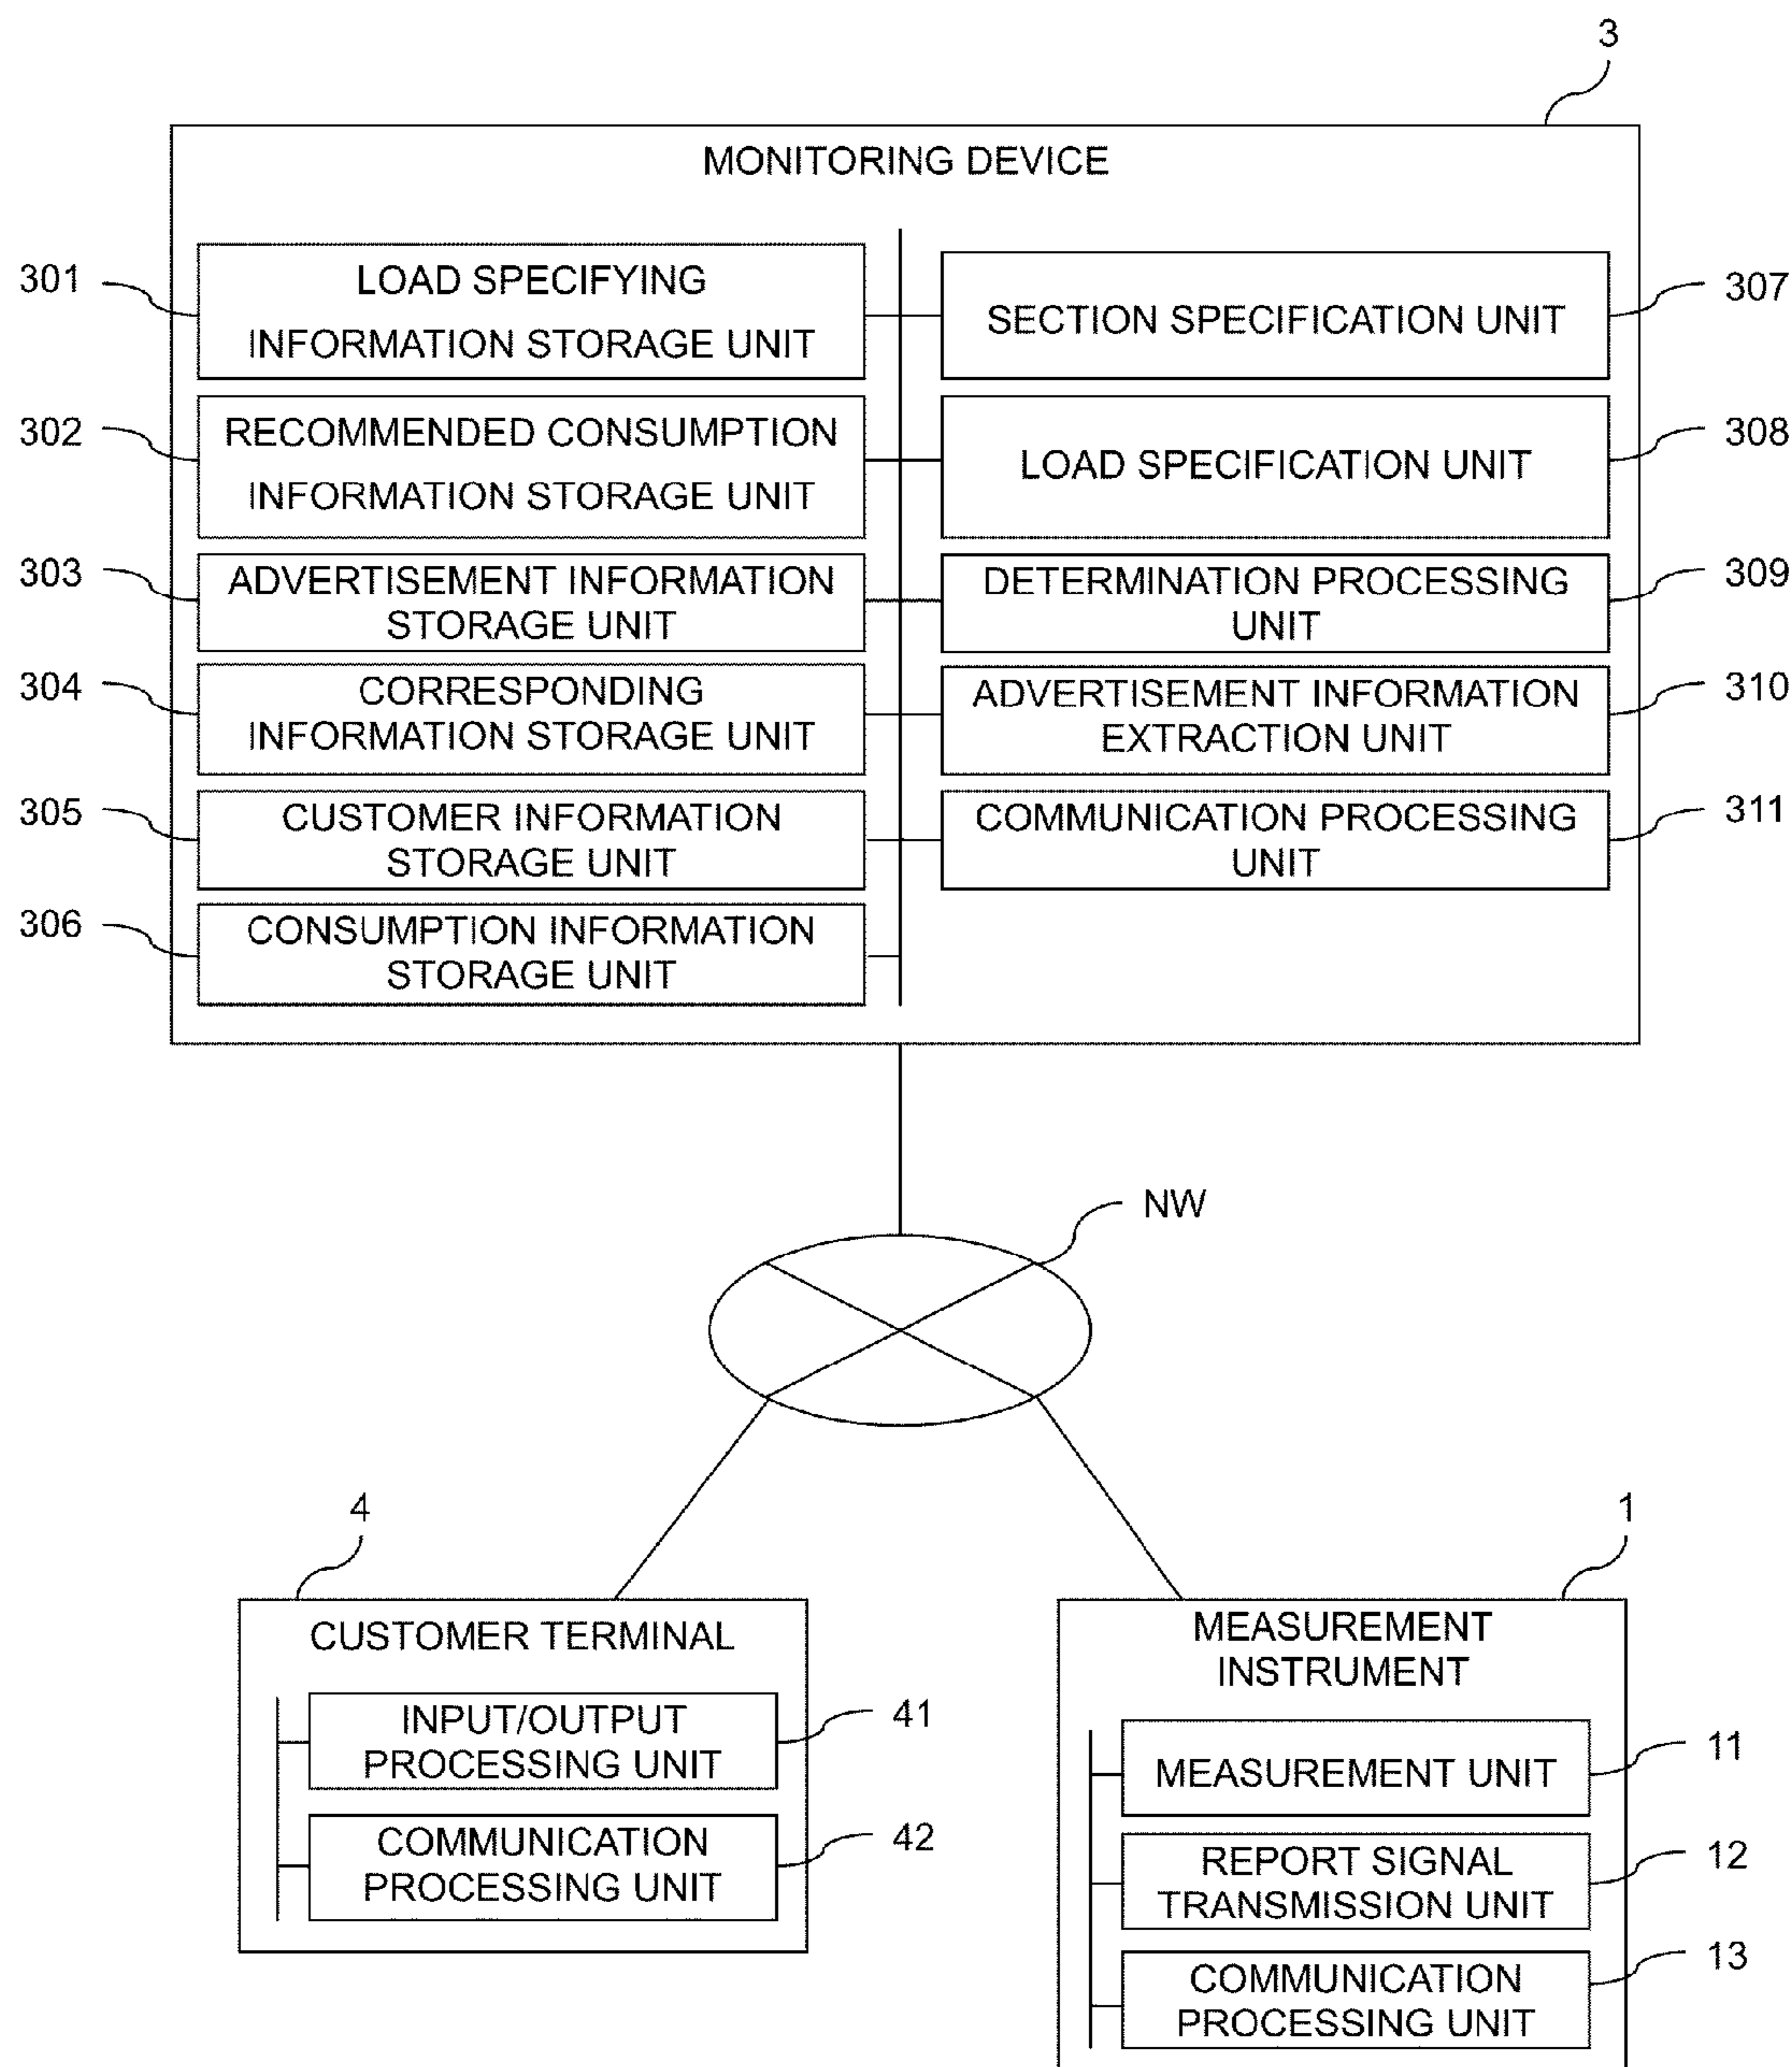 3
MONITORING DEVICE
301
LOAD SPECIFYING
INFORMATION STORAGE UNIT
SECTION SPECIFICATION UNIT
307
302
RECOMMENDED CONSUMPTION
INFORMATION STORAGE UNIT
LOAD SPECIFICATION UNIT
308
303
ADVERTISEMENT INFORMATION
STORAGE UNIT
DETERMINATION PROCESSING
UNIT
309
304
CORRESPONDING
INFORMATION STORAGE UNIT
ADVERTISEMENT INFORMATION
EXTRACTION UNIT
310
305
CUSTOMER INFORMATION
STORAGE UNIT
COMMUNICATION PROCESSING
UNIT
311
306
CONSUMPTION INFORMATION
STORAGE UNIT
NW
4
CUSTOMER TERMINAL
INPUT/OUTPUT
PROCESSING UNIT
41
COMMUNICATION
PROCESSING UNIT
42
1
MEASUREMENT
INSTRUMENT
MEASUREMENT UNIT
11
REPORT SIGNAL
TRANSMISSION UNIT
12
COMMUNICATION
PROCESSING UNIT
13